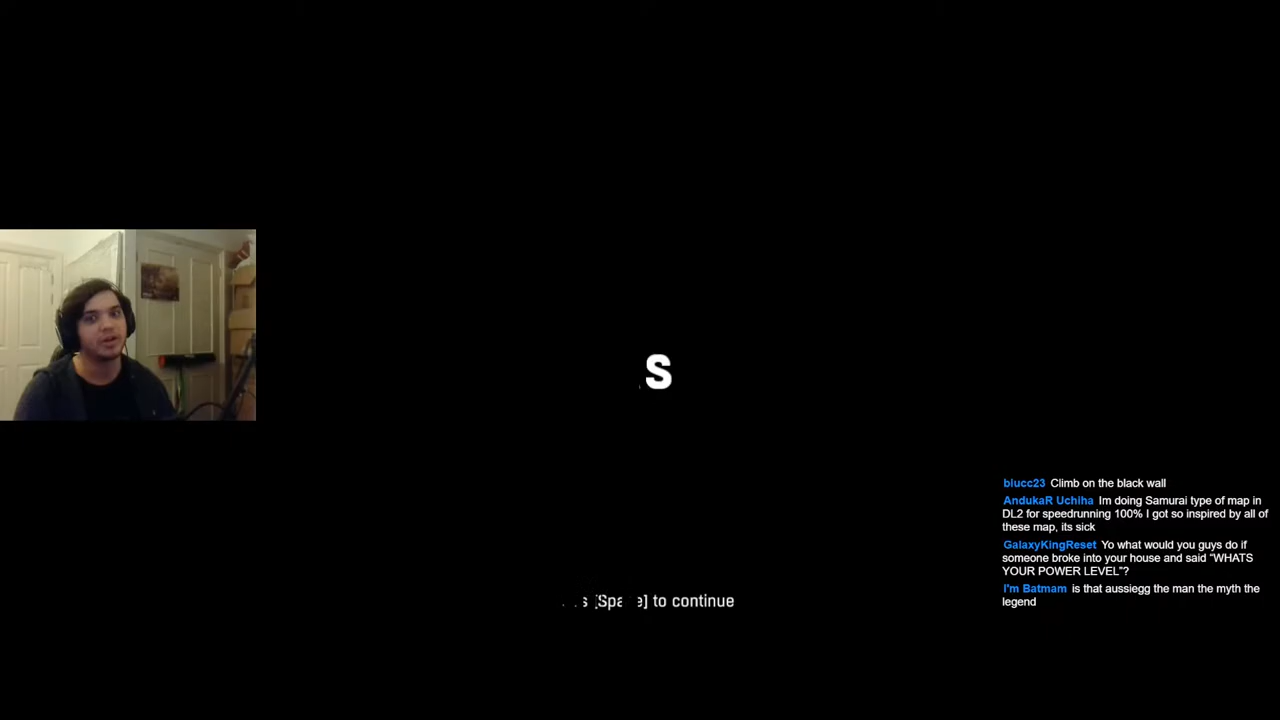 S
s [Spa e] to continue
blucc23 Climb on the black wall
AndukaR Uchiha Im doing Samurai type of map in
DL2 for speedrunning 100% I got so inspired by all of
these map, its sick
GalaxyKingReset Yo what would you guys do if
someone broke into your house and said “WHATS
YOUR POWER LEVEL”?
I'm Batmam is that aussiegg the man the myth the
legend